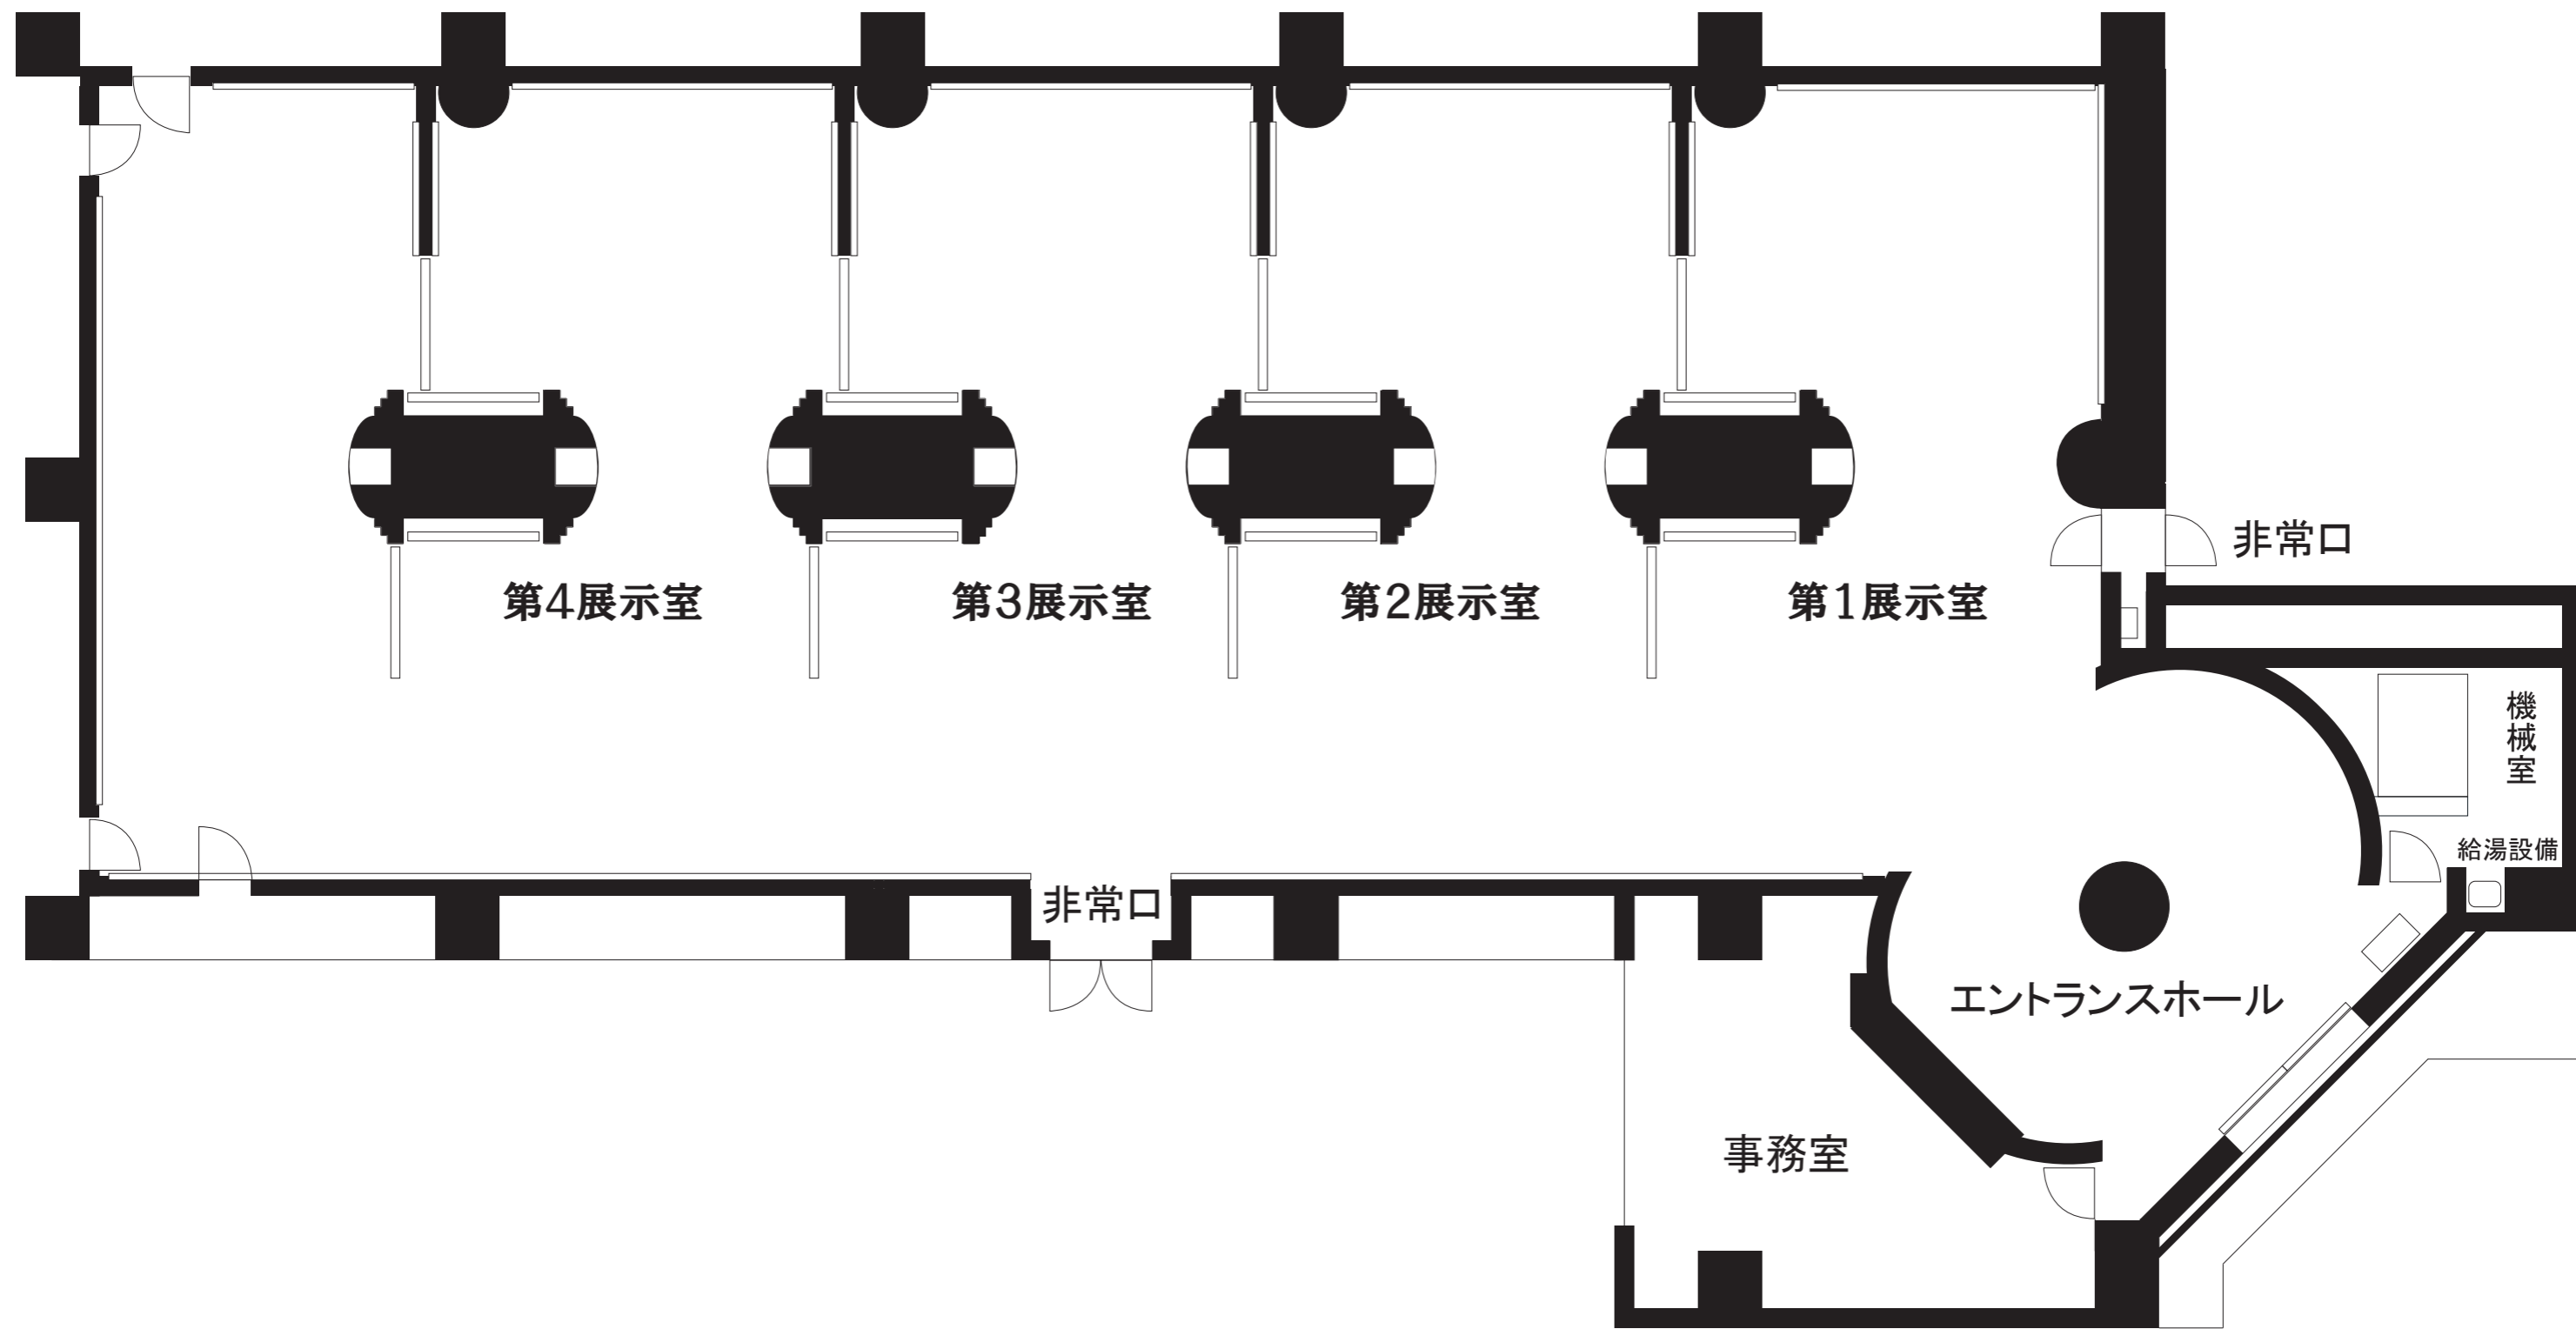 非常口
第4展示室
第3展示室
第2展示室
第1展示室
機械室
給湯設備
非常口
エントランスホール
事務室